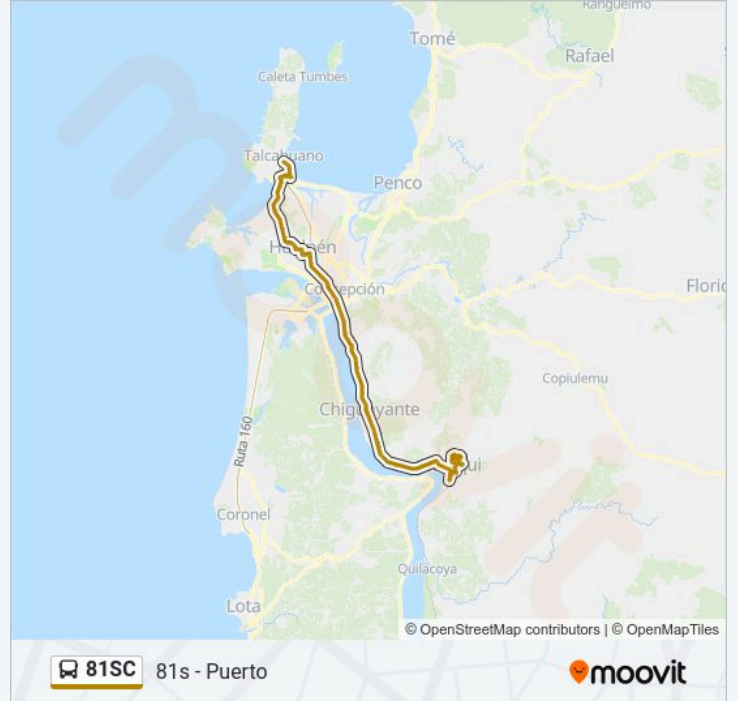 Ranguelmo
Tomé
Rafael
Caleta Tumbes
Talcahuano
Penco
Concepción
Copiulemu
Chiguayante
Ruta 160
Coronel
Quilacoya
Lota
© OpenStreetMap contributors | © OpenMapTiles
81SC 81s - Puerto moovit